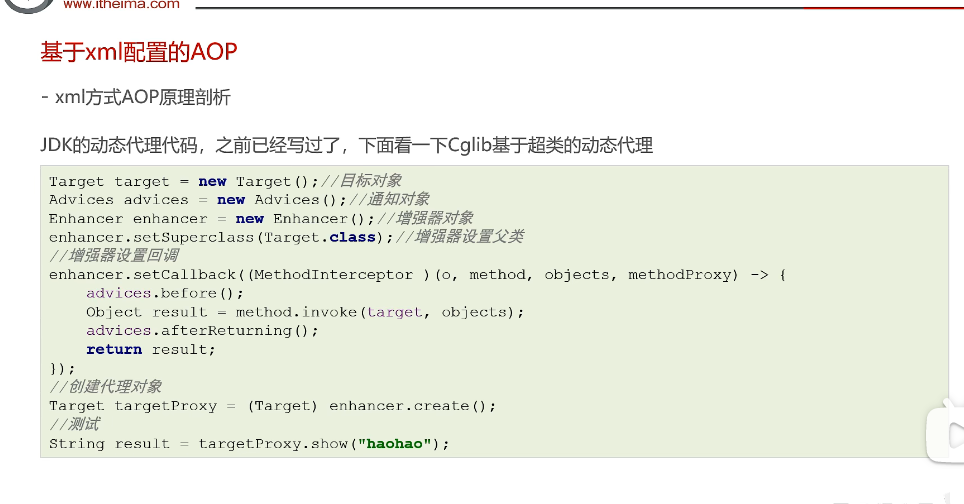 www.itheima.com
基于xml配置的AOP
- xml方式AOP原理剖析
JDK的动态代理代码，之前已经写过了，下面看一下Cglib基于超类的动态代理
Target target = new Target();//目标对象
Advices advices = new Advices();//通知对象
Enhancer enhancer = new Enhancer();//增强器对象
enhancer.setSuperclass(Target.class);//增强器设置父类
//增强器设置回调
enhancer.setCallback((MethodInterceptor )(o, method, objects, methodProxy) -> {
    advices.before();
    Object result = method.invoke(target, objects);
    advices.afterReturning();
    return result;
});
//创建代理对象
Target targetProxy = (Target) enhancer.create();
//测试
String result = targetProxy.show("haohao");